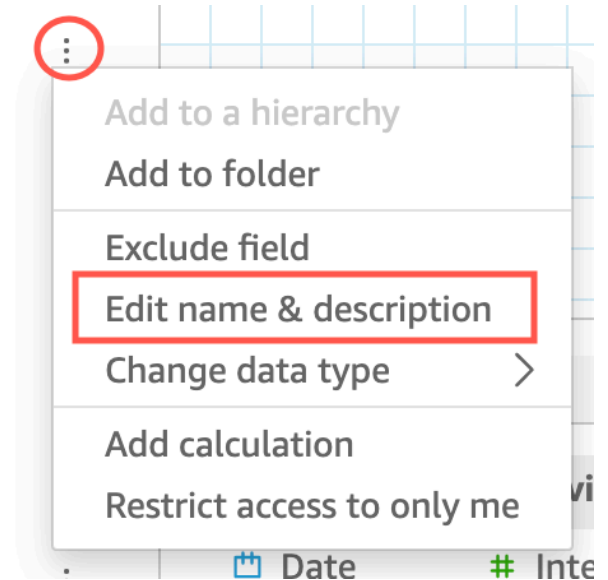 Add to a hierarchy
Add to folder
Exclude field
Edit name & description
Change data type
Add calculation
Restrict access to only me
Date